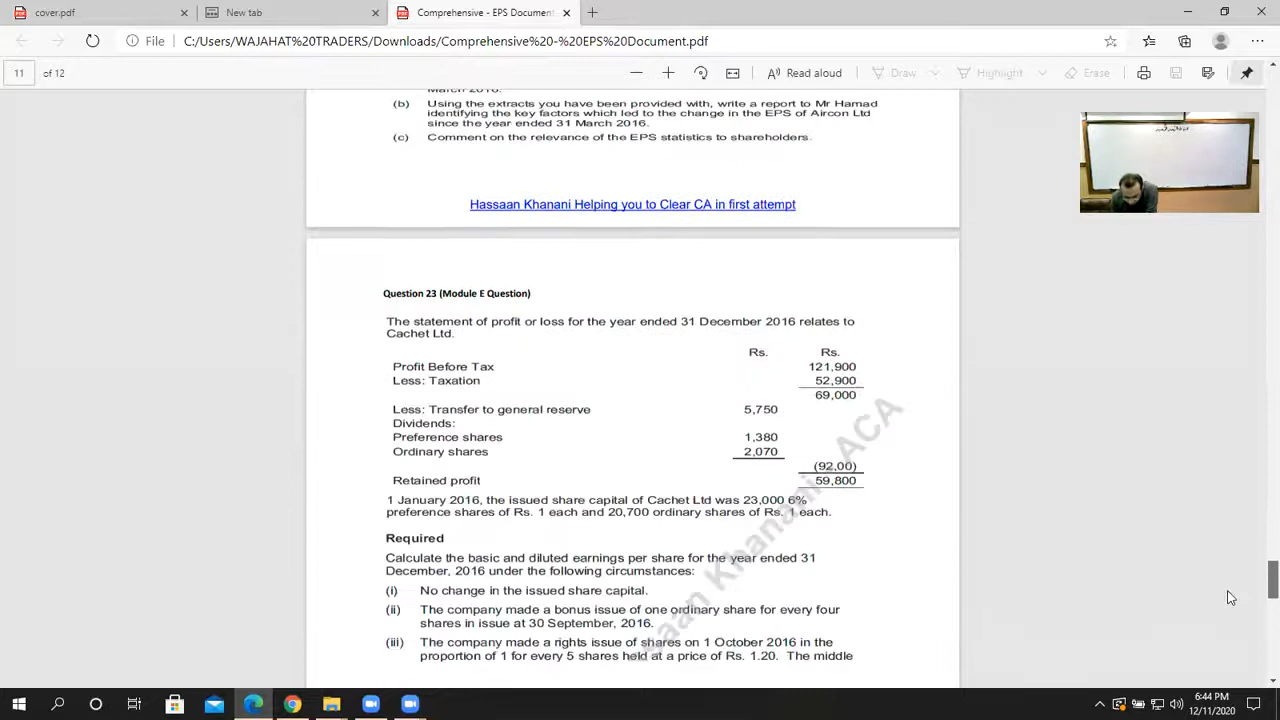 cover.pdf
New tab
Comprehensive - EPS Document.
File
C:/Users/WAJAHAT%20TRADERS/Downloads/Comprehensive%20-%20EPS%20Document.pdf
11 of 12
Read aloud
Draw
Highlight
Erase
March 2016.
(b) Using the extracts you have been provided with, write a report to Mr Hamad
identifying the key factors which led to the change in the EPS of Aircon Ltd
since the year ended 31 March 2016.
(c) Comment on the relevance of the EPS statistics to shareholders.
Hassaan Khanani Helping you to Clear CA in first attempt
Question 23 (Module E Question)
The statement of profit or loss for the year ended 31 December 2016 relates to
Cachet Ltd.
Rs. Rs.
Profit Before Tax 121,900
Less: Taxation 52,900
69,000
Less: Transfer to general reserve 5,750
Dividends:
Preference shares 1,380
Ordinary shares 2,070
(92,00)
Retained profit 59,800
1 January 2016, the issued share capital of Cachet Ltd was 23,000 6%
preference shares of Rs. 1 each and 20,700 ordinary shares of Rs. 1 each.
Required
Calculate the basic and diluted earnings per share for the year ended 31
December, 2016 under the following circumstances:
(i) No change in the issued share capital.
(ii) The company made a bonus issue of one ordinary share for every four
shares in issue at 30 September, 2016.
(iii) The company made a rights issue of shares on 1 October 2016 in the
proportion of 1 for every 5 shares held at a price of Rs. 1.20. The middle
Khanani ACA
6:44 PM
12/11/2020